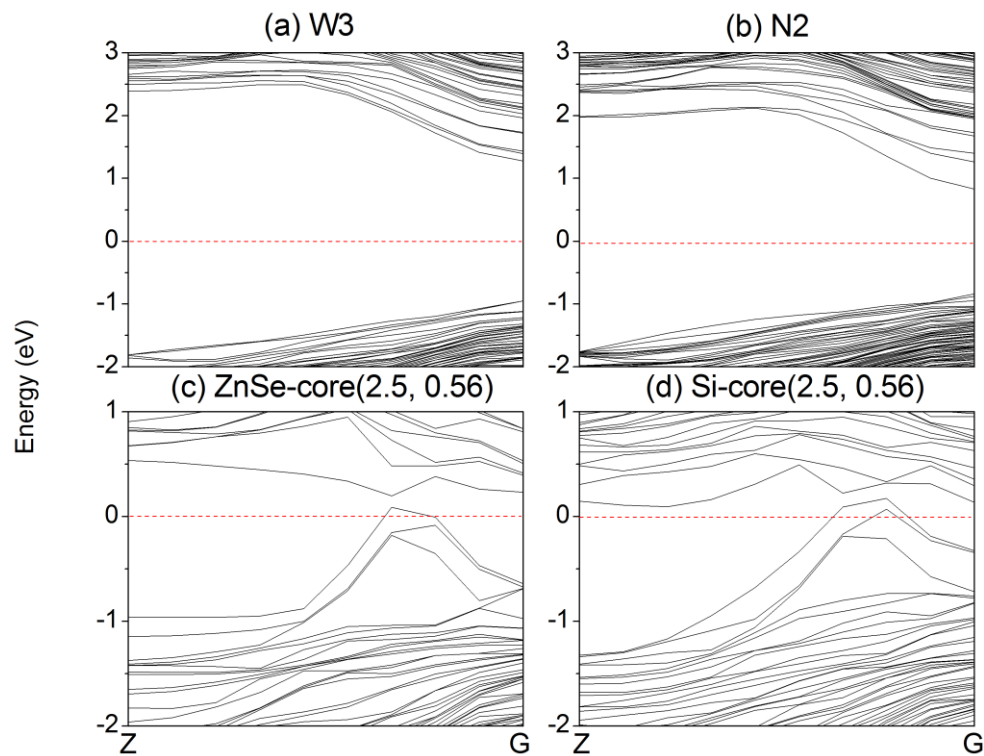 (a) W3
(b) N2
3
2
1
0
-1
-2
3
2
1
0
-1
-2
Energy (eV)
(c) ZnSe-core(2.5, 0.56)
(d) Si-core(2.5, 0.56)
1
0
-1
-2
1
0
-1
-2
Z
G
Z
G